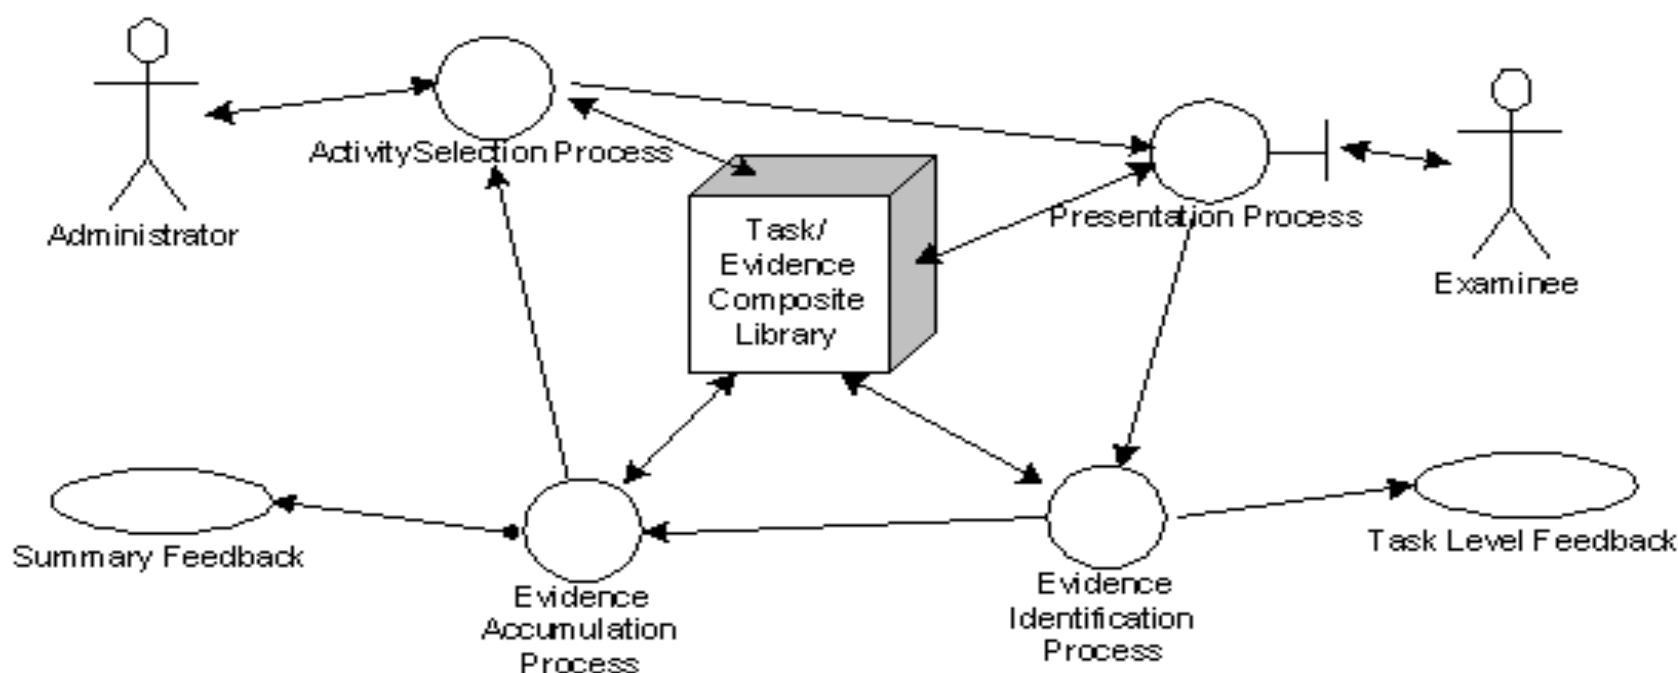 ActivitySelection Process
Administrator
Presentation Process
Examinee
Task/
Evidence
Composite
Library
Summary Feedback
Task Level Feedback
Evidence
Accumulation
Process
Evidence
Identification
Process